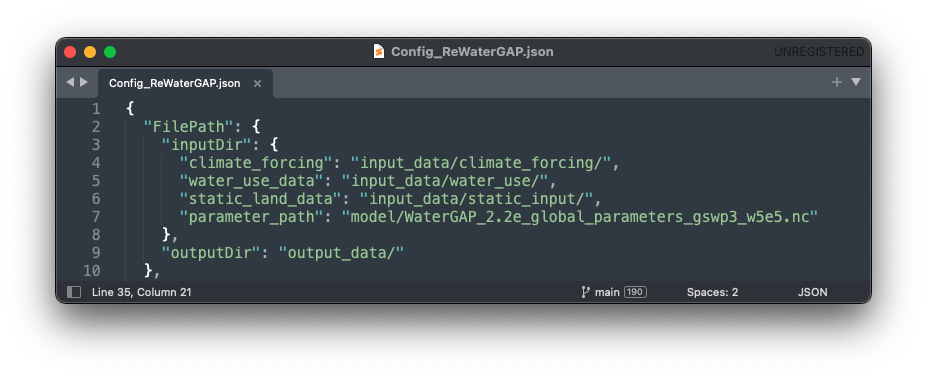 Config_ReWaterGAP.json
UNREGISTERED
Config_ReWaterGAP.json ×
1 {
2 "FilePath": {
3 "inputDir": {
4 "climate_forcing": "input_data/climate_forcing/",
5 "water_use_data": "input_data/water_use/",
6 "static_land_data": "input_data/static_input/",
7 "parameter_path": "model/WaterGAP_2.2e_global_parameters_gswp3_w5e5.nc"
8 },
9 "outputDir": "output_data/"
10 },
Line 35, Column 21
main 190
Spaces: 2
JSON